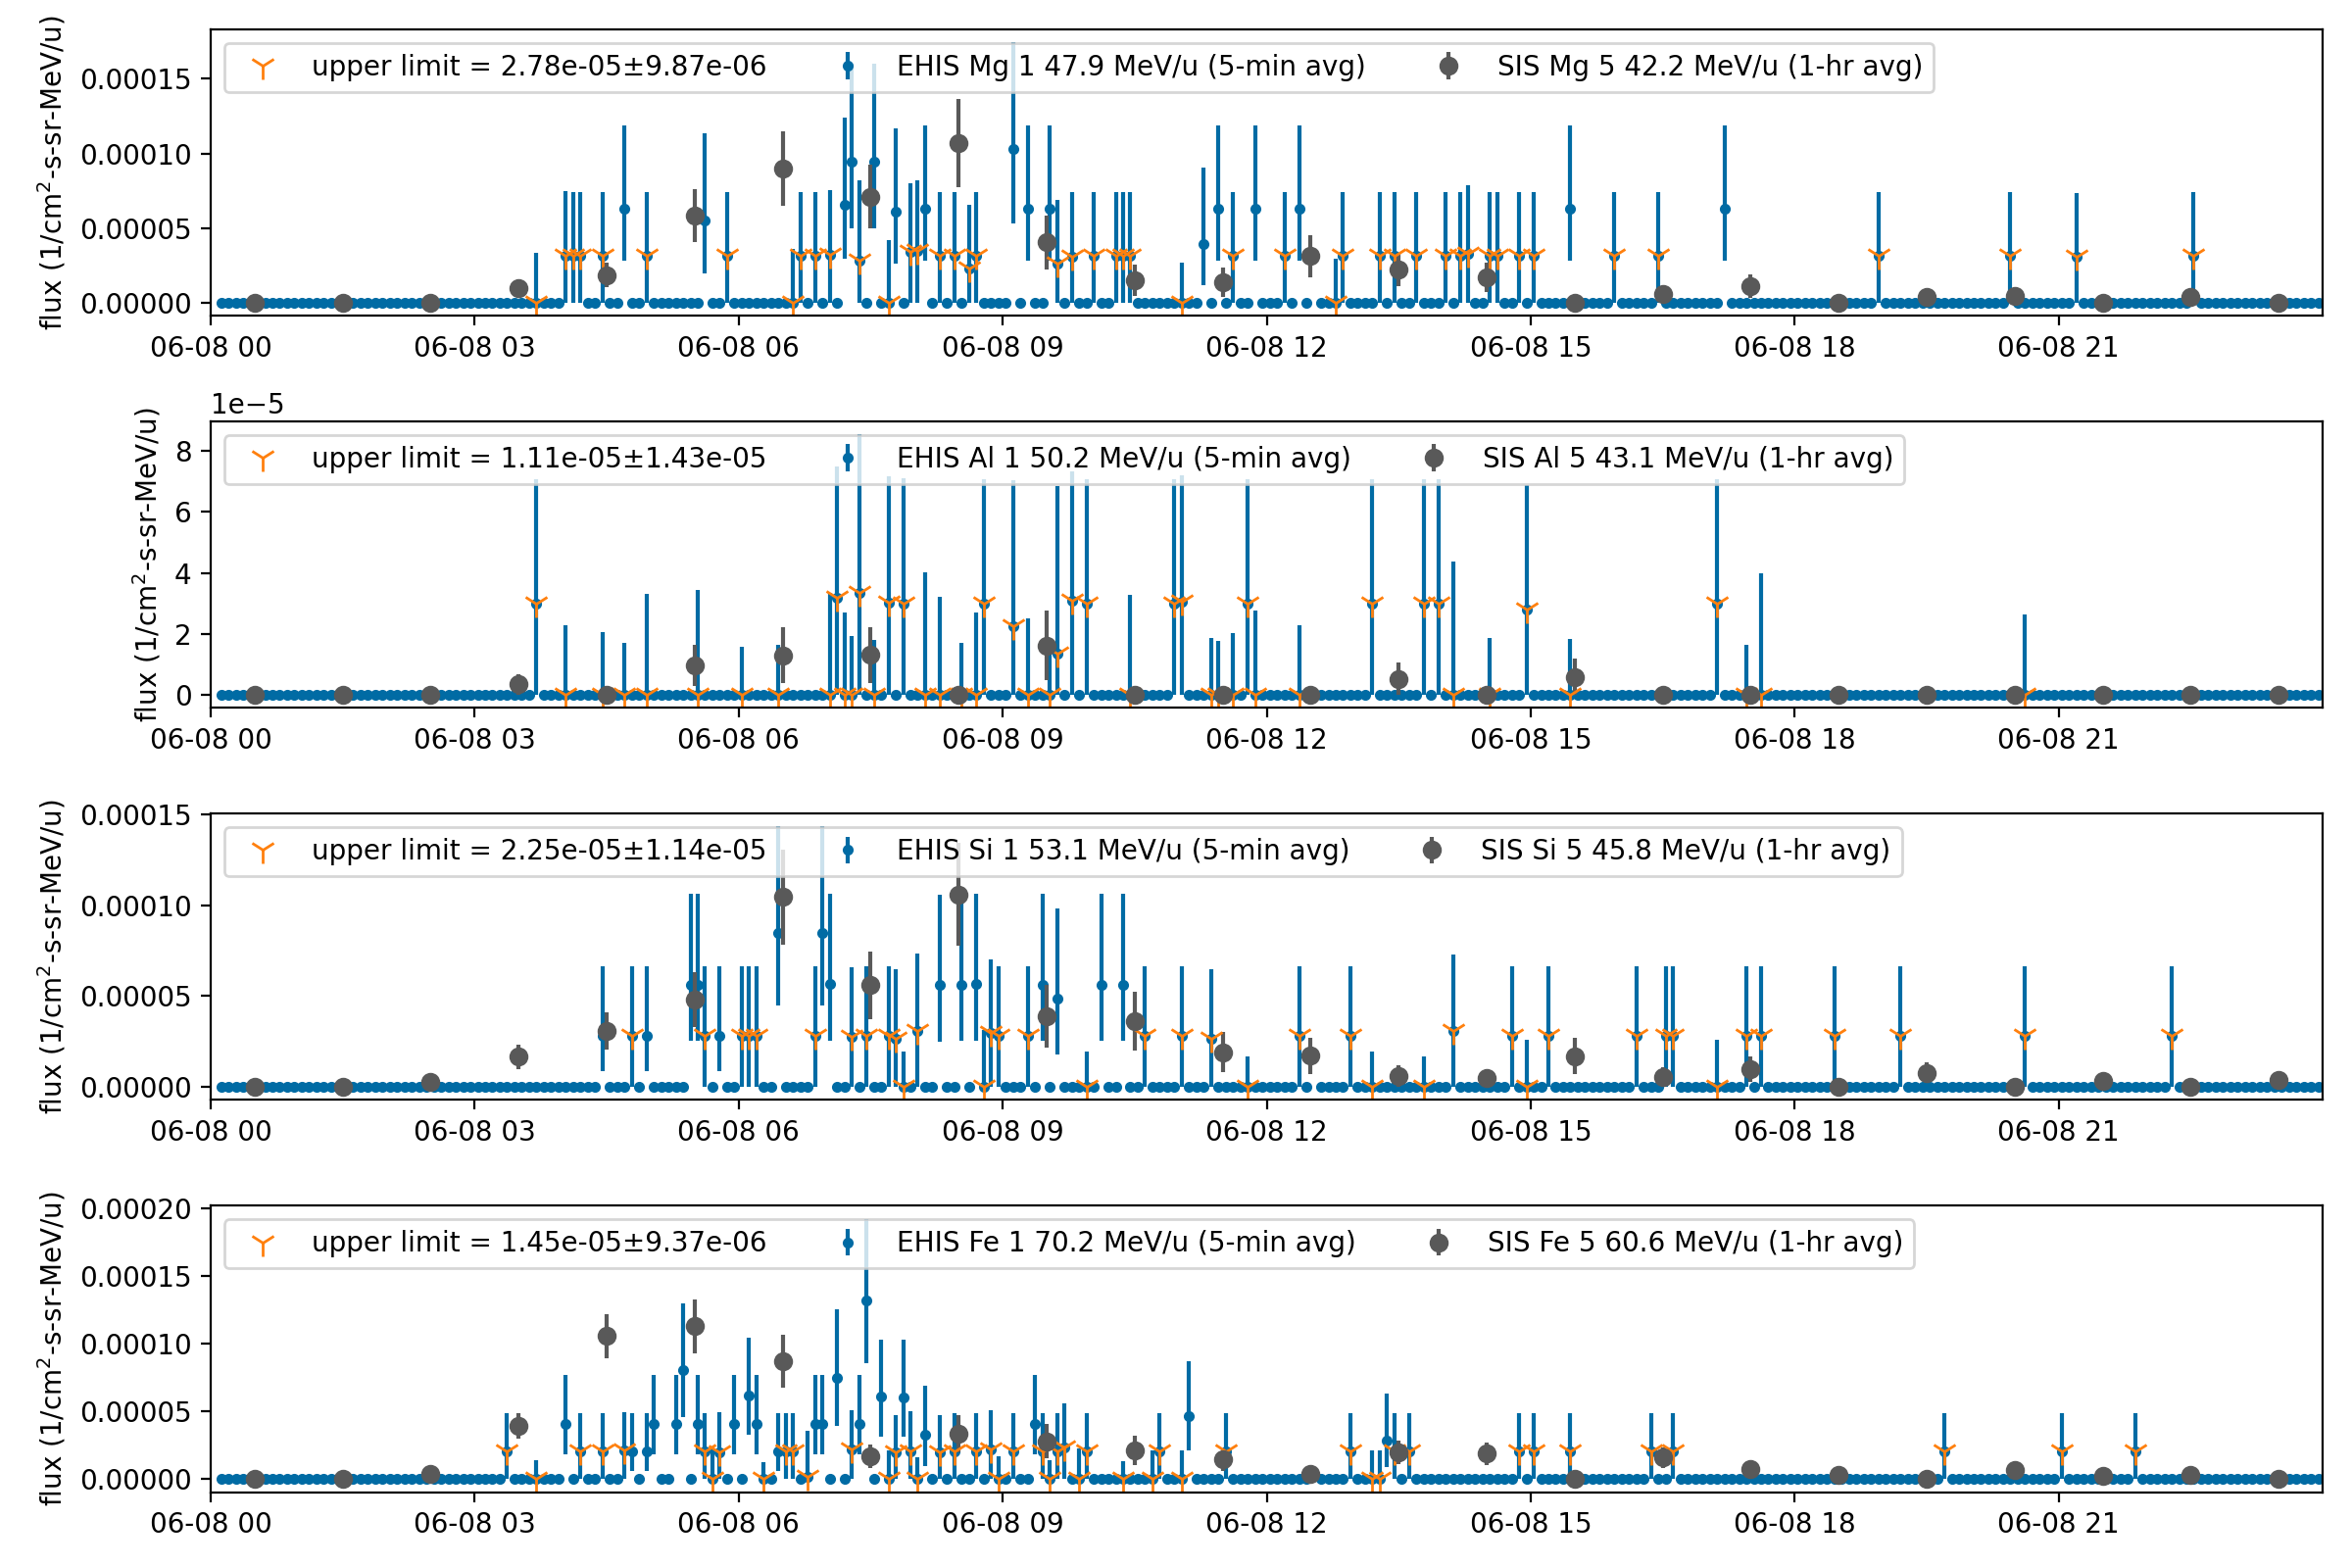 flux (1/cm²-s-sr-MeV/u)
0.00015
0.00010
0.00005
0.00000
upper limit = 2.78e-05±9.87e-06 EHIS Mg 1 47.9 MeV/u (5-min avg) SIS Mg 5 42.2 MeV/u (1-hr avg)
06-08 00 06-08 03 06-08 06 06-08 09 06-08 12 06-08 15 06-08 18 06-08 21
1e−5
flux (1/cm²-s-sr-MeV/u)
8
6
4
2
0
upper limit = 1.11e-05±1.43e-05 EHIS Al 1 50.2 MeV/u (5-min avg) SIS Al 5 43.1 MeV/u (1-hr avg)
06-08 00 06-08 03 06-08 06 06-08 09 06-08 12 06-08 15 06-08 18 06-08 21
flux (1/cm²-s-sr-MeV/u)
0.00015
0.00010
0.00005
0.00000
upper limit = 2.25e-05±1.14e-05 EHIS Si 1 53.1 MeV/u (5-min avg) SIS Si 5 45.8 MeV/u (1-hr avg)
06-08 00 06-08 03 06-08 06 06-08 09 06-08 12 06-08 15 06-08 18 06-08 21
flux (1/cm²-s-sr-MeV/u)
0.00020
0.00015
0.00010
0.00005
0.00000
upper limit = 1.45e-05±9.37e-06 EHIS Fe 1 70.2 MeV/u (5-min avg) SIS Fe 5 60.6 MeV/u (1-hr avg)
06-08 00 06-08 03 06-08 06 06-08 09 06-08 12 06-08 15 06-08 18 06-08 21